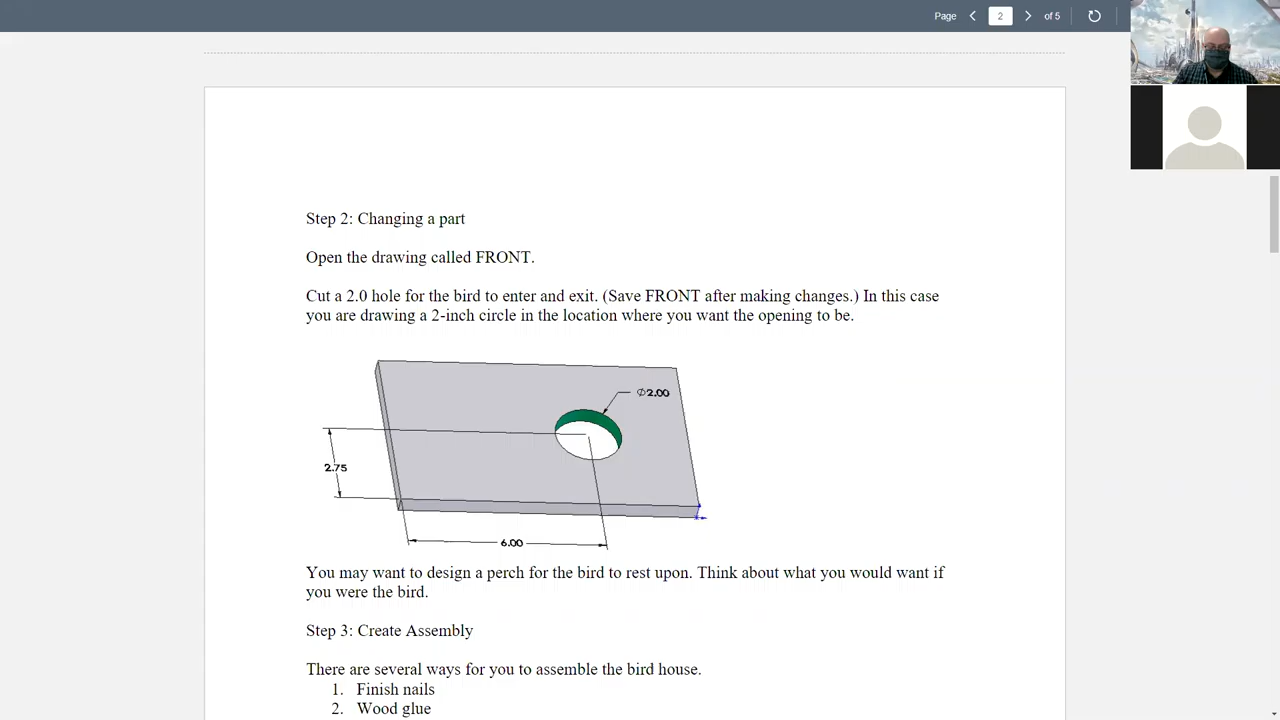 Page 2 of 5
Step 2: Changing a part
Open the drawing called FRONT.
Cut a 2.0 hole for the bird to enter and exit. (Save FRONT after making changes.) In this case
you are drawing a 2-inch circle in the location where you want the opening to be.
∅2.00
2.75
6.00
You may want to design a perch for the bird to rest upon. Think about what you would want if
you were the bird.
Step 3: Create Assembly
There are several ways for you to assemble the bird house.
1. Finish nails
2. Wood glue